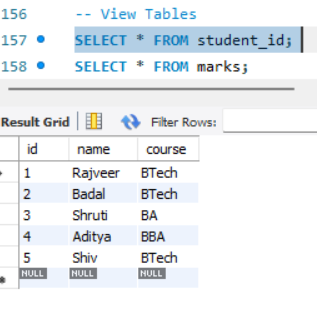 156 -- View Tables
157 SELECT * FROM student_id;
158 SELECT * FROM marks;
Result Grid Filter Rows:
id name course
1 Rajveer BTech
2 Badal BTech
3 Shruti BA
4 Aditya BBA
5 Shiv BTech
NULL NULL NULL